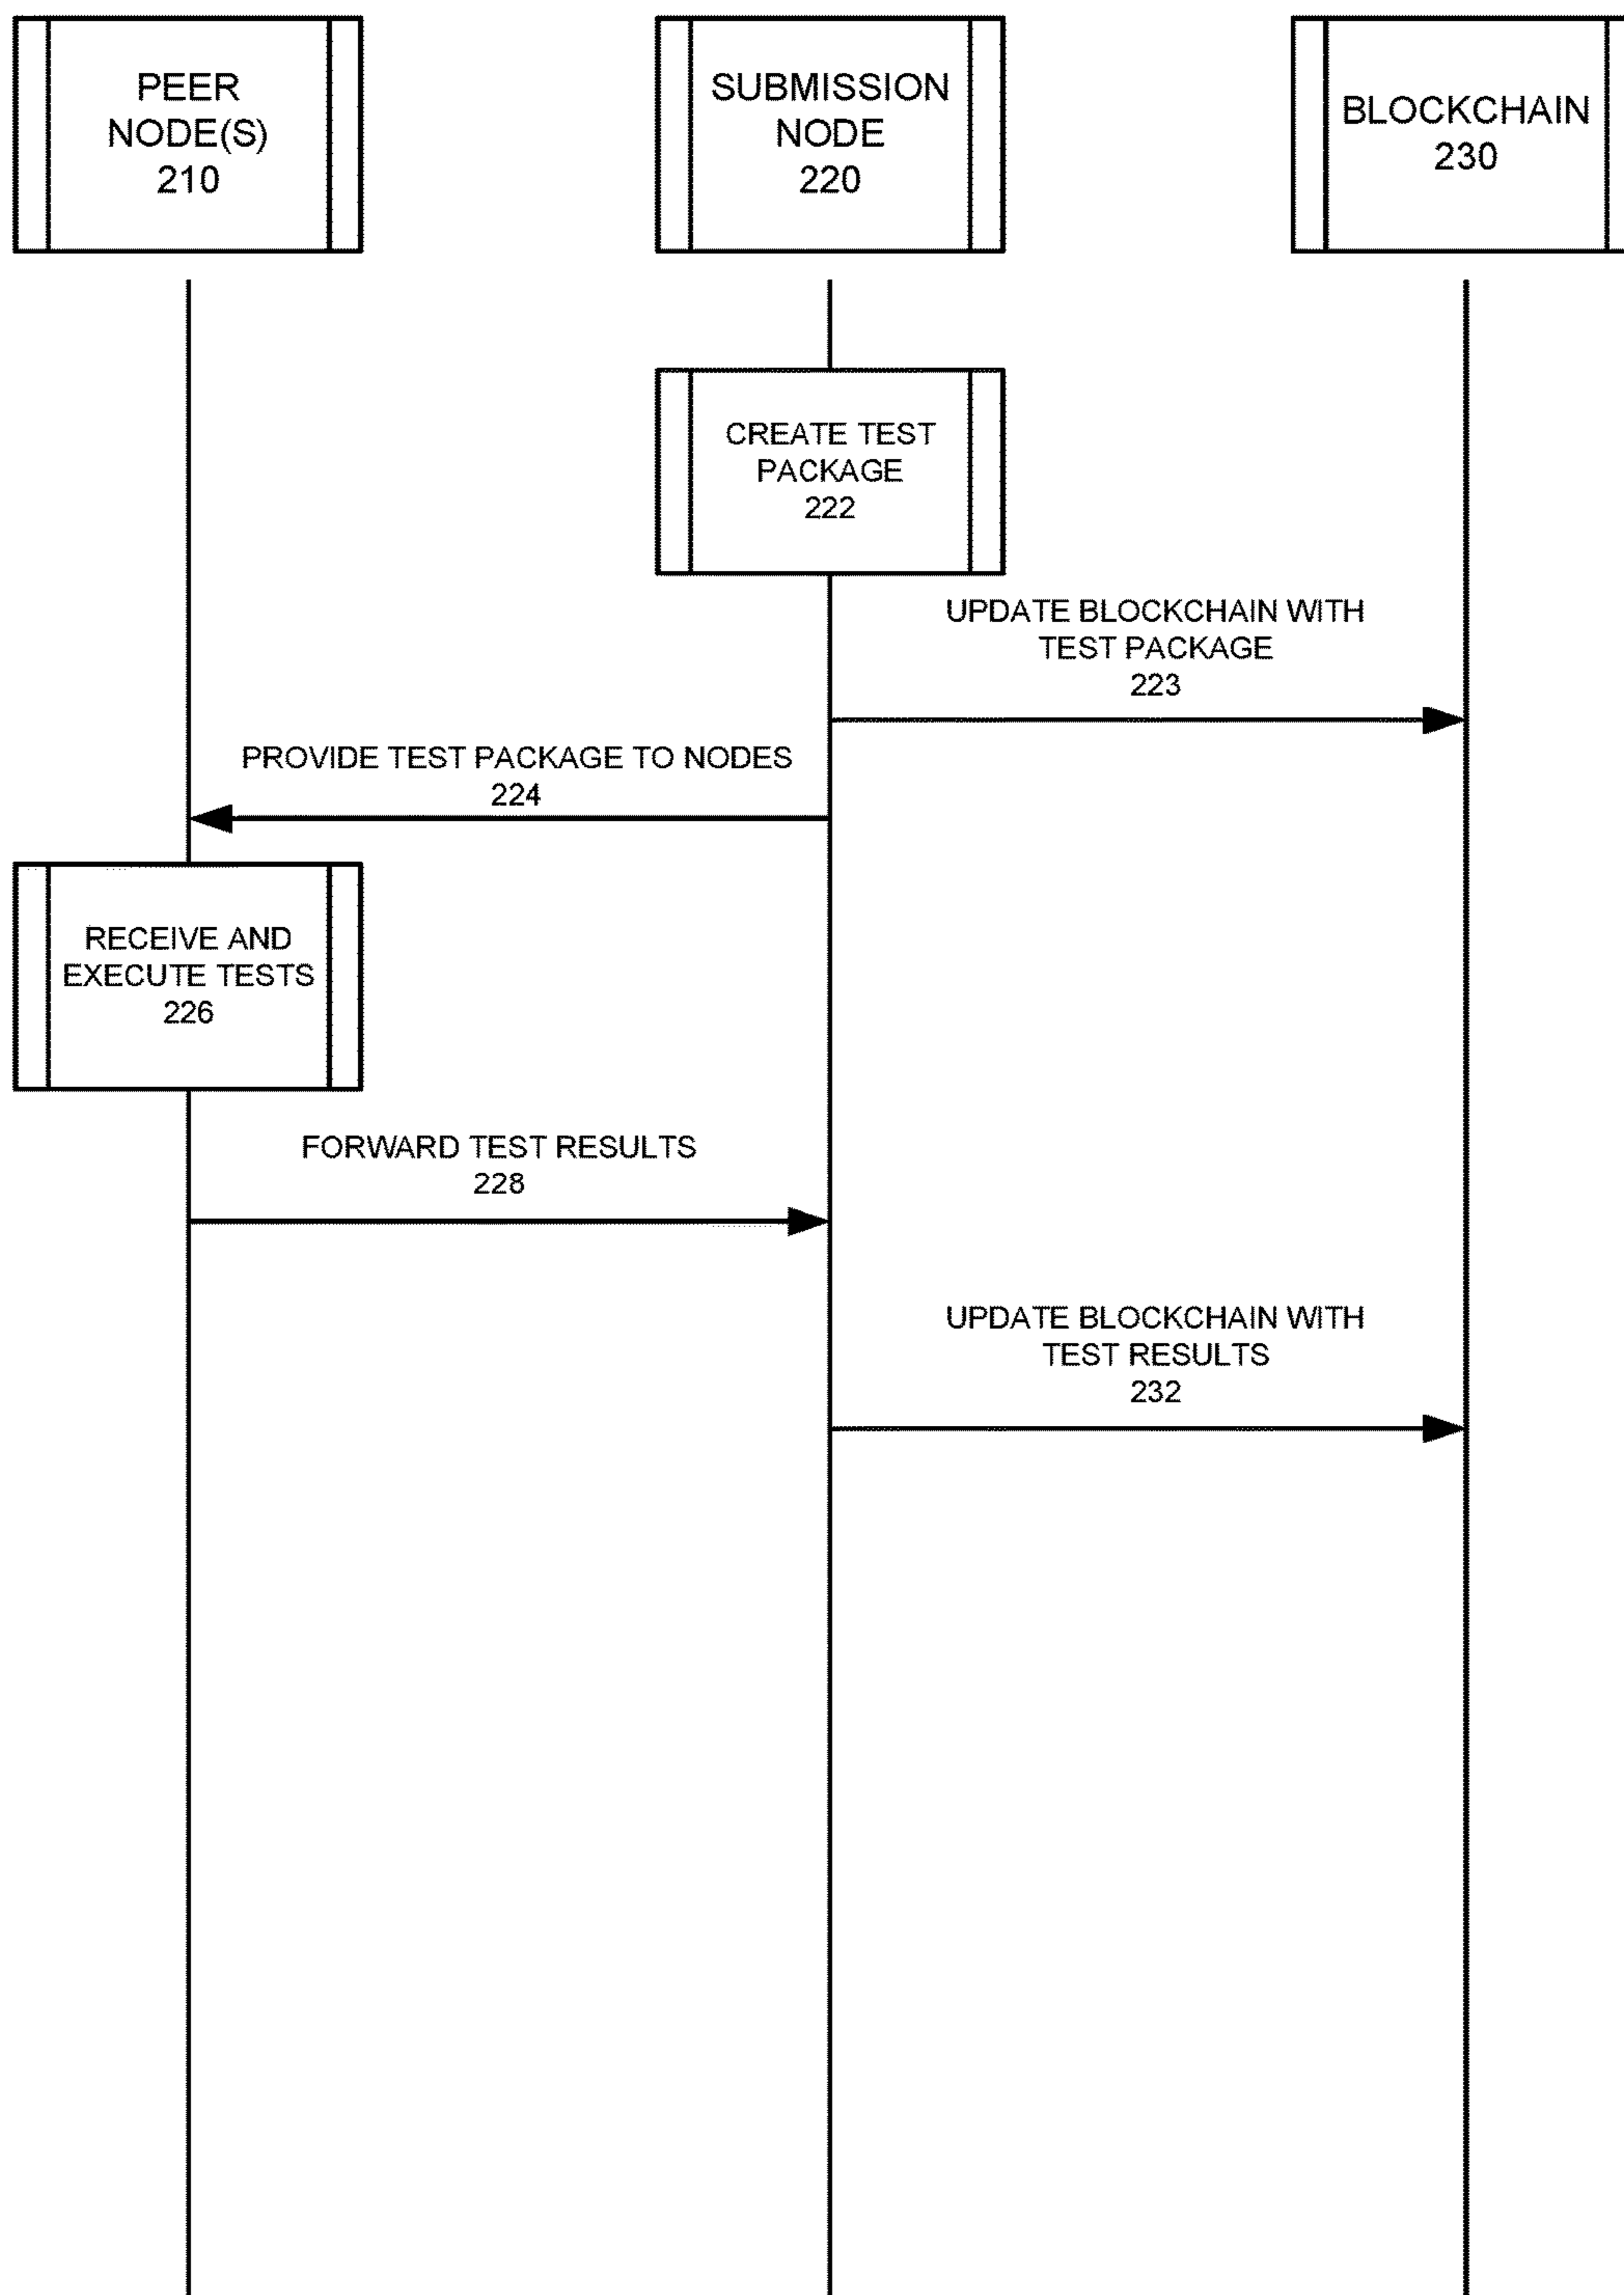 PEER
NODE(S)
210
SUBMISSION
NODE
220
BLOCKCHAIN
230
CREATE TEST
PACKAGE
222
UPDATE BLOCKCHAIN WITH
TEST PACKAGE
223
PROVIDE TEST PACKAGE TO NODES
224
RECEIVE AND
EXECUTE TESTS
226
FORWARD TEST RESULTS
228
UPDATE BLOCKCHAIN WITH
TEST RESULTS
232